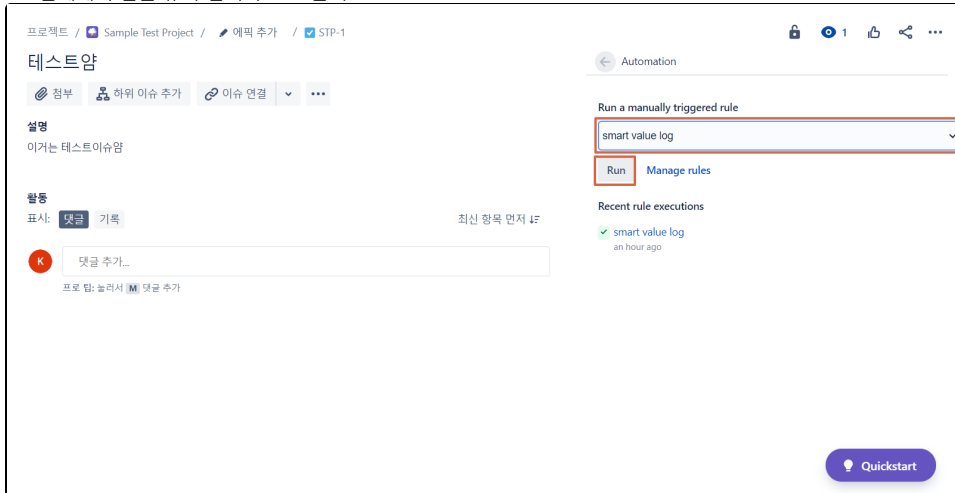 프로젝트 / Sample Test Project / 에픽 추가 / STP-1
1
테스트얌
첨부 하위 이슈 추가 이슈 연결
설명
이거는 테스트이슈얌
활동
표시: 댓글 기록 최신 항목 먼저
K 댓글 추가...
프로 팁: 눌러서 M 댓글 추가
Automation
Run a manually triggered rule
smart value log
Run Manage rules
Recent rule executions
smart value log
an hour ago
Quickstart